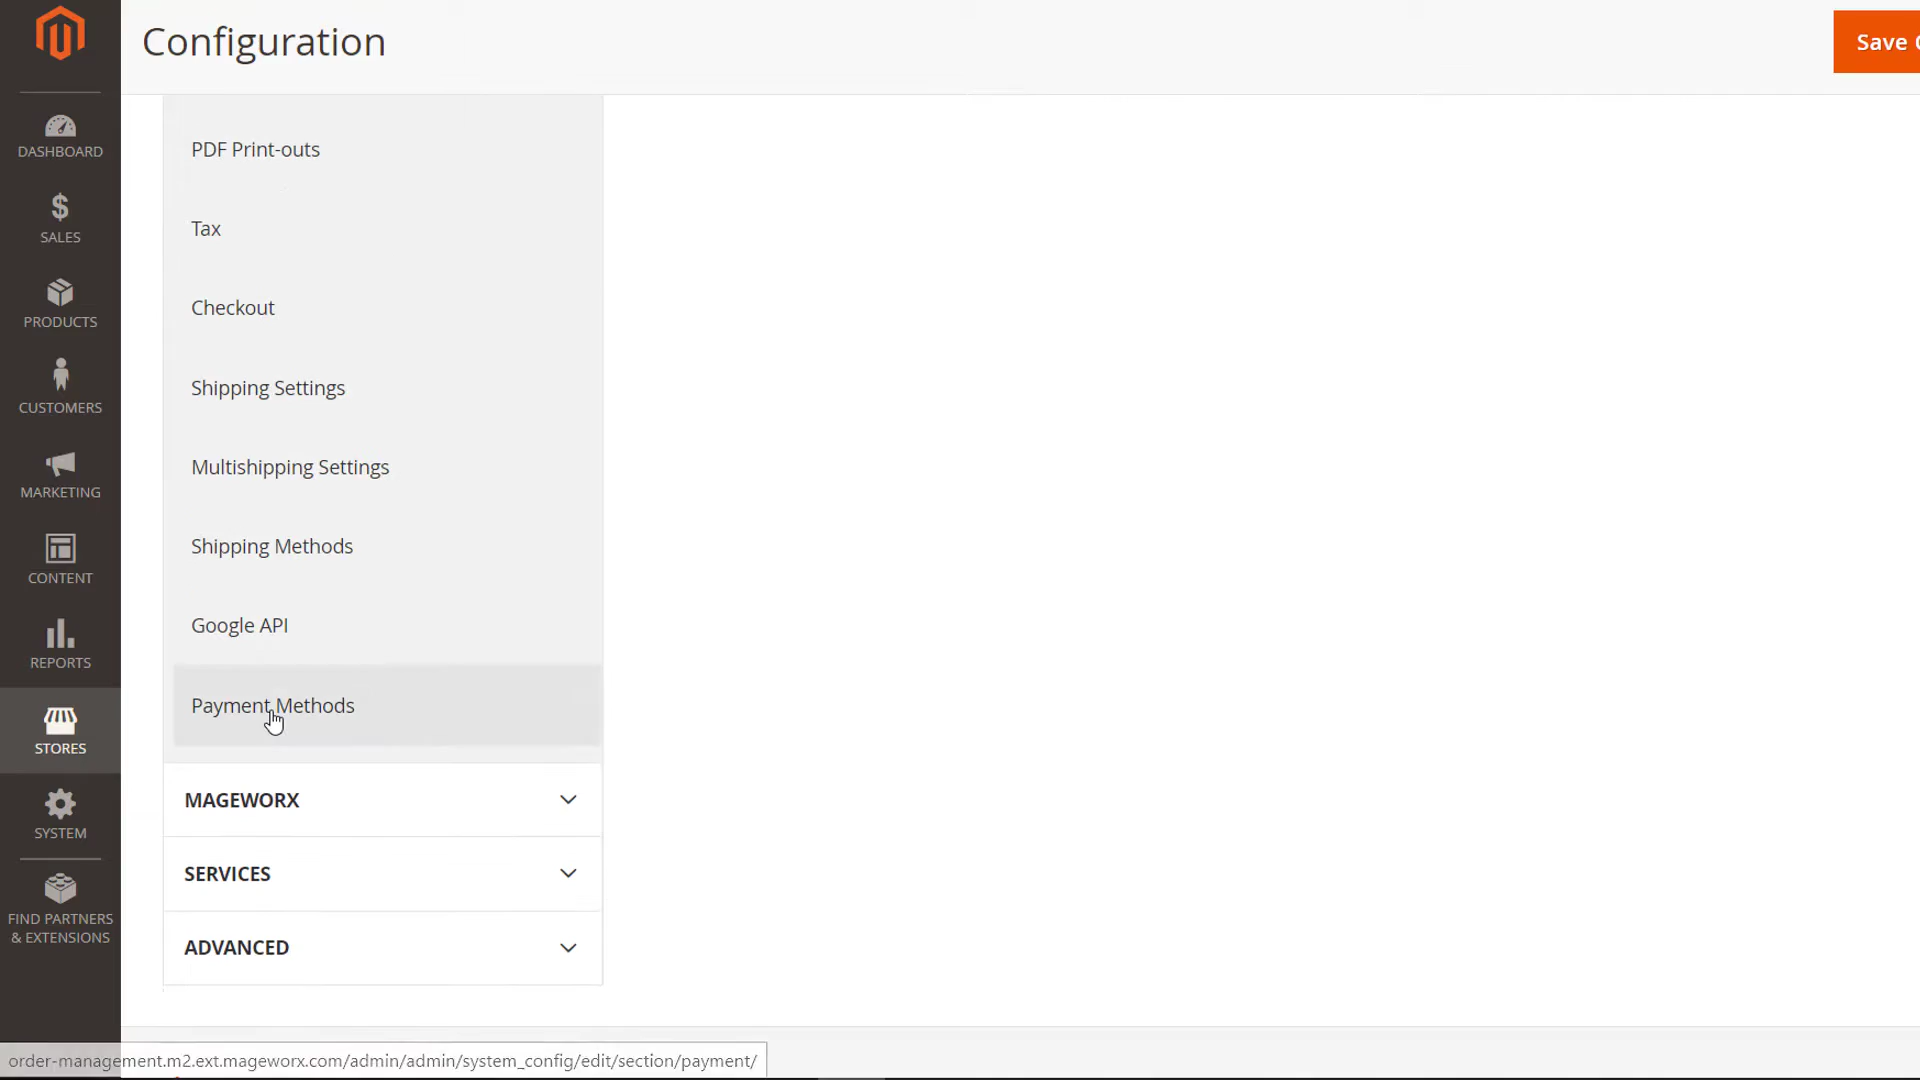 Configuration
Save
DASHBOARD
SALES
PRODUCTS
CUSTOMERS
MARKETING
CONTENT
REPORTS
STORES
SYSTEM
FIND PARTNERS
& EXTENSIONS
PDF Print-outs
Tax
Checkout
Shipping Settings
Multishipping Settings
Shipping Methods
Google API
Payment Methods
MAGEWORX
SERVICES
ADVANCED
order-management.m2.ext.mageworx.com/admin/admin/system_config/edit/section/payment/